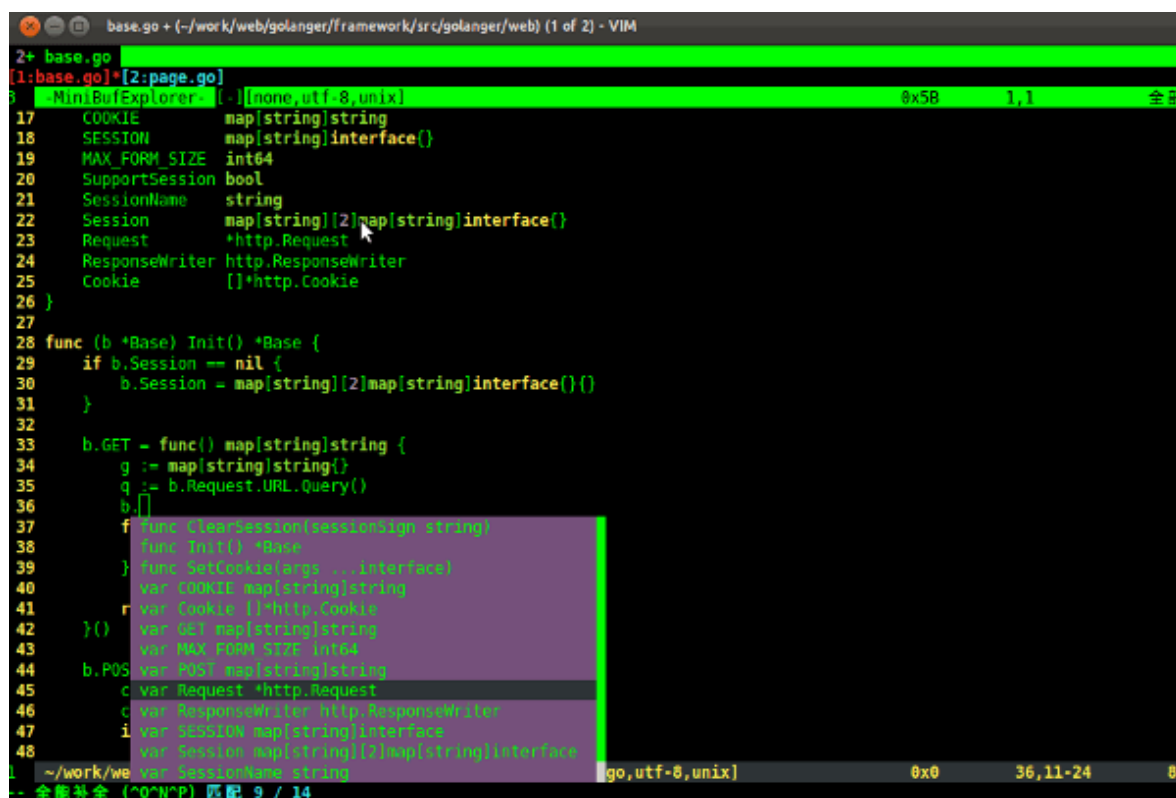 base.go + (~/work/web/golanger/framework/src/golanger/web) (1 of 2) - VIM
2+ base.go
[1:base.go]*[2:page.go]
-MiniBufExplorer- [-][none,utf-8,unix] 0x5B 1,1
17 COOKIE map[string]string
18 SESSION map[string]interface{}
19 MAX_FORM_SIZE int64
20 SupportSession bool
21 SessionName string
22 Session map[string][2]map[string]interface{}
23 Request *http.Request
24 ResponseWriter http.ResponseWriter
25 Cookie []*http.Cookie
26 }
27
28 func (b *Base) Init() *Base {
29 if b.Session == nil {
30 b.Session = map[string][2]map[string]interface{}{}
31 }
32
33 b.GET = func() map[string]string {
34 g := map[string]string{}
35 q := b.Request.URL.Query()
36 b.
37 f func ClearSession(sessionSign string)
38 func Init() *Base
39 } func SetCookie(args ...interface)
40 var COOKIE map[string]string
41 r var Cookie []*http.Cookie
42 }() var GET map[string]string
43 var MAX_FORM_SIZE int64
44 b.POS var POST map[string]string
45 c var Request *http.Request
46 c var ResponseWriter http.ResponseWriter
47 i var SESSION map[string]interface
48 var Session map[string][2]map[string]interface
1 ~/work/we var SessionName string go,utf-8,unix] 0x0 36,11-24 8
-- 全能补全 (^O^N^P) 匹配 9 / 14